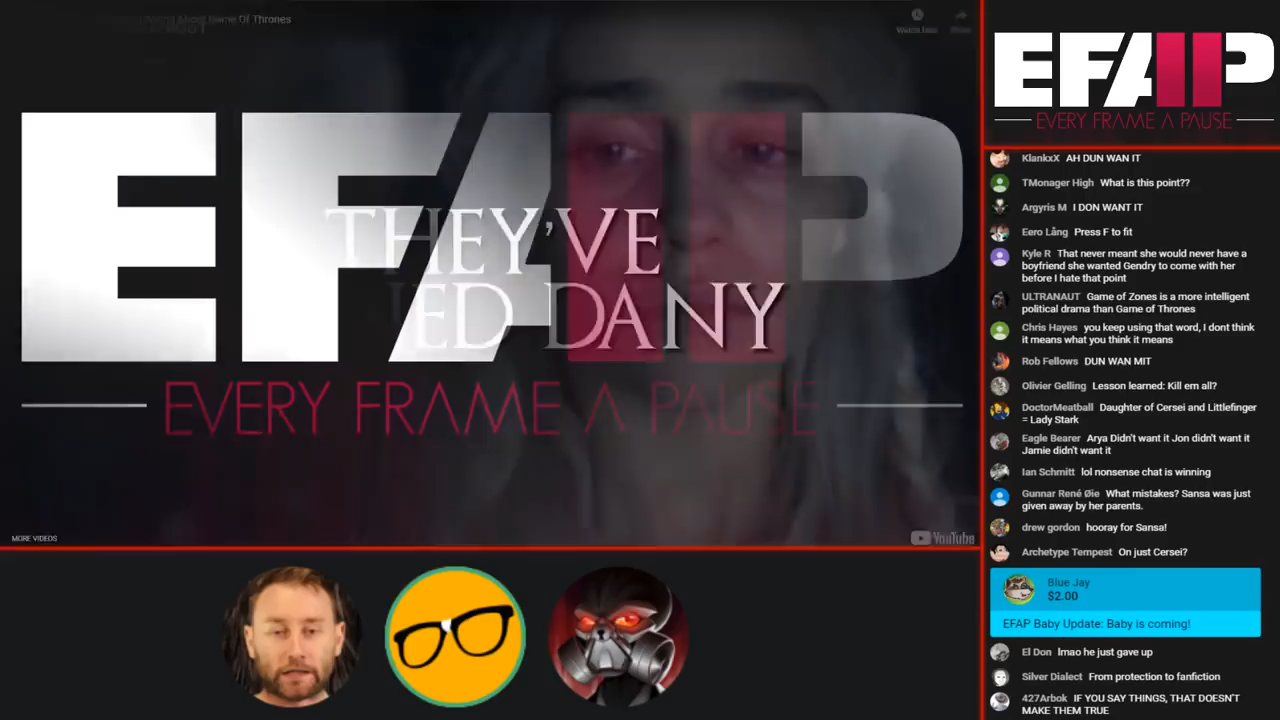 Game Of Thrones
EFAP
THEY'VE
ED DANY
EVERY FRAME A PAUSE
MORE VIDEOS
YouTube
EFAP
EVERY FRAME A PAUSE
KlankxX AH DUN WAN IT
TMonager High What is this point??
Argyris M I DON WANT IT
Eero Lång Press F to fit
Kyle R That never meant she would never have a
boyfriend she wanted Gendry to come with her
before I hate that point
ULTRANAUT Game of Zones is a more intelligent
political drama than Game of Thrones
Chris Hayes you keep using that word, I dont think
it means what you think it means
Rob Fellows DUN WAN MIT
Olivier Gelling Lesson learned: Kill em all?
DoctorMeatball Daughter of Cersei and Littlefinger
= Lady Stark
Eagle Bearer Arya Didn't want it Jon didn't want it
Jamie didn't want it
Ian Schmitt lol nonsense chat is winning
Gunnar René Øie What mistakes? Sansa was just
given away by her parents.
drew gordon hooray for Sansa!
Archetype Tempest On just Cersei?
Blue Jay
$2.00
EFAP Baby Update: Baby is coming!
El Don lmao he just gave up
Silver Dialect From protection to fanfiction
427Arbok IF YOU SAY THINGS, THAT DOESN'T
MAKE THEM TRUE